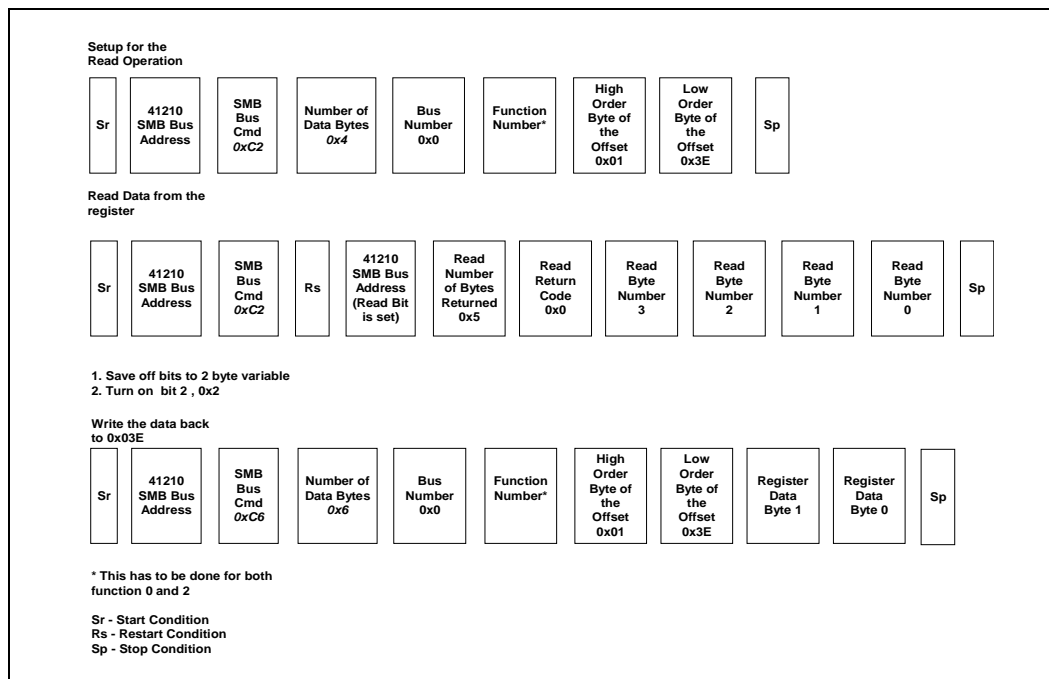 Setup for the
Read Operation
Sr
41210
SMB Bus
Address
SMB
Bus
Cmd
0xC2
Number of
Data Bytes
0x4
Bus
Number
0x0
Function
Number*
High
Order
Byte of
the
Offset
0x01
Low
Order
Byte of
the
Offset
0x3E
Sp
Read Data from the
register
Sr
41210
SMB Bus
Address
SMB
Bus
Cmd
0xC2
Rs
41210
SMB Bus
Address
(Read Bit
is set)
Read
Number
of Bytes
Returned
0x5
Read
Return
Code
0x0
Read
Byte
Number
3
Read
Byte
Number
2
Read
Byte
Number
1
Read
Byte
Number
0
Sp
1. Save off bits to 2 byte variable
2. Turn on  bit 2 , 0x2
Write the data back
to 0x03E
Sr
41210
SMB Bus
Address
SMB
Bus
Cmd
0xC6
Number of
Data Bytes
0x6
Bus
Number
0x0
Function
Number*
High
Order
Byte of
the
Offset
0x01
Low
Order
Byte of
the
Offset
0x3E
Register
Data
Byte 1
Register
Data
Byte 0
Sp
* This has to be done for both
function 0 and 2
Sr - Start Condition
Rs - Restart Condition
Sp - Stop Condition